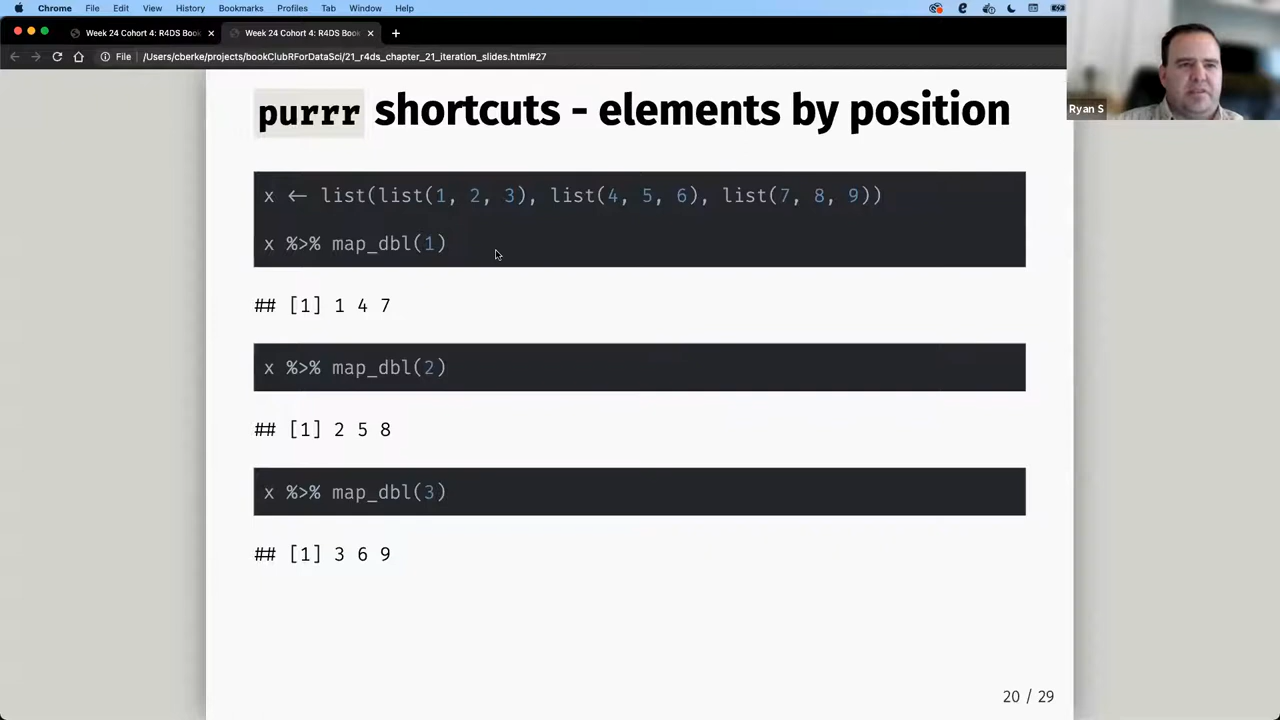 Chrome File Edit View History Bookmarks Profiles Tab Window Help
Week 24 Cohort 4: R4DS Book × Week 24 Cohort 4: R4DS Book × +
File /Users/cberke/projects/bookClubRForDataSci/21_r4ds_chapter_21_iteration_slides.html#27
Ryan S
purrr shortcuts - elements by position
x <- list(list(1, 2, 3), list(4, 5, 6), list(7, 8, 9))
x %>% map_dbl(1)
## [1] 1 4 7
x %>% map_dbl(2)
## [1] 2 5 8
x %>% map_dbl(3)
## [1] 3 6 9
20 / 29